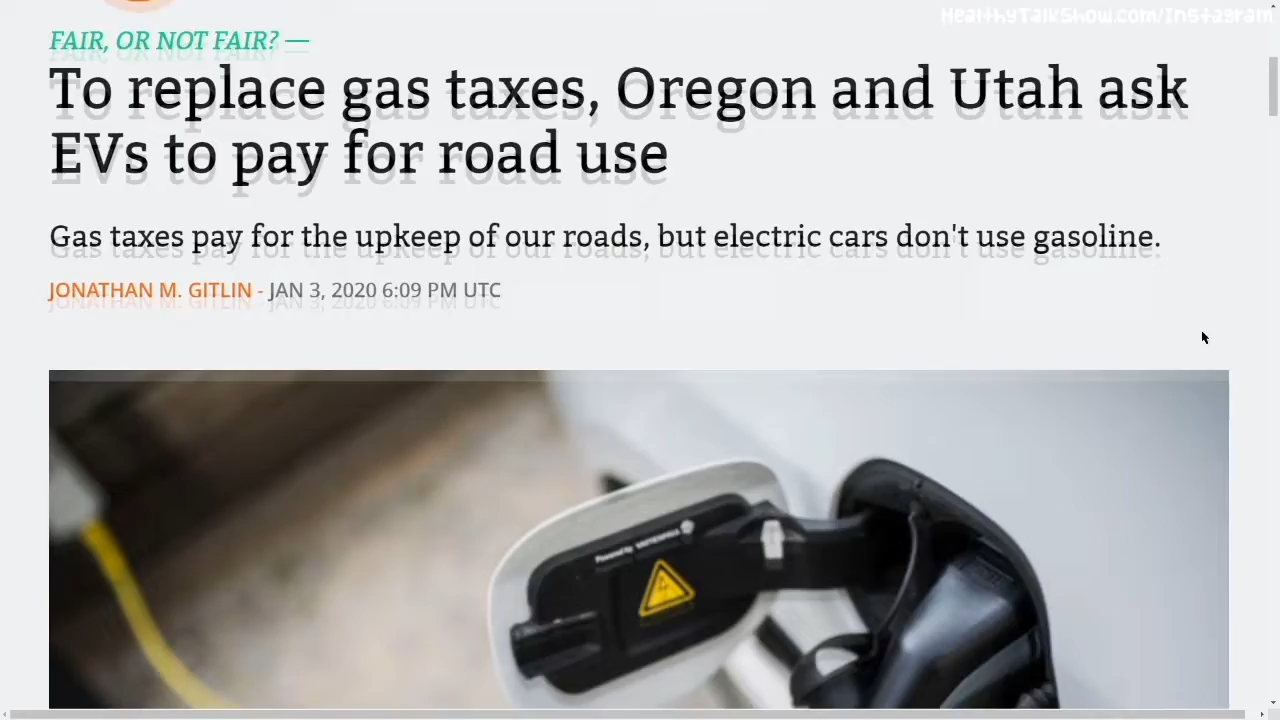 HealthyTalkShow.com/Instagram
FAIR, OR NOT FAIR? —
To replace gas taxes, Oregon and Utah ask
EVs to pay for road use
Gas taxes pay for the upkeep of our roads, but electric cars don't use gasoline.
JONATHAN M. GITLIN - JAN 3, 2020 6:09 PM UTC
Powered by